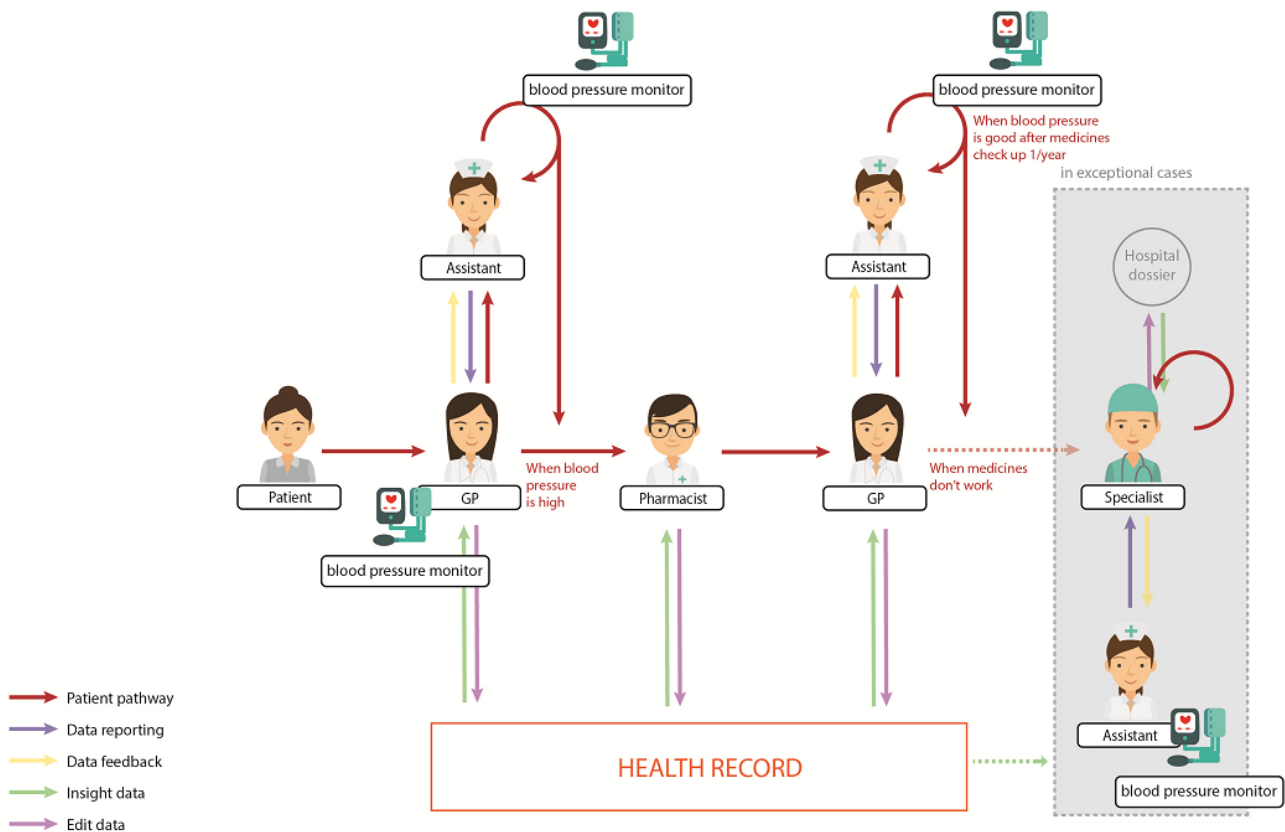 blood pressure monitor
blood pressure monitor
When blood pressure
is good after medicines
check up 1/year
in exceptional cases
Assistant
Assistant
Hospital
dossier
Patient
GP
When blood
pressure
is high
Pharmacist
GP
When medicines
don't work
Specialist
blood pressure monitor
Patient pathway
Data reporting
Data feedback
Insight data
Edit data
HEALTH RECORD
Assistant
blood pressure monitor